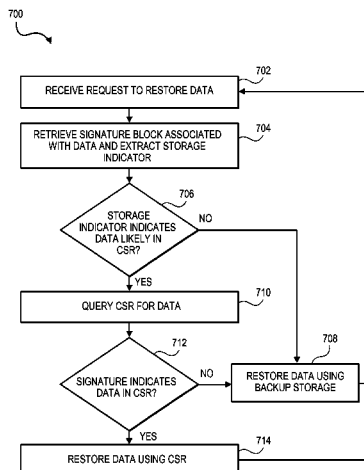 700
702
RECEIVE REQUEST TO RESTORE DATA
704
RETRIEVE SIGNATURE BLOCK ASSOCIATED
WITH DATA AND EXTRACT STORAGE
INDICATOR
706
STORAGE
INDICATOR INDICATES
DATA LIKELY IN
CSR?
NO
YES
710
QUERY CSR FOR DATA
712
SIGNATURE INDICATES
DATA IN CSR?
NO
708
RESTORE DATA USING
BACKUP STORAGE
YES
714
RESTORE DATA USING CSR